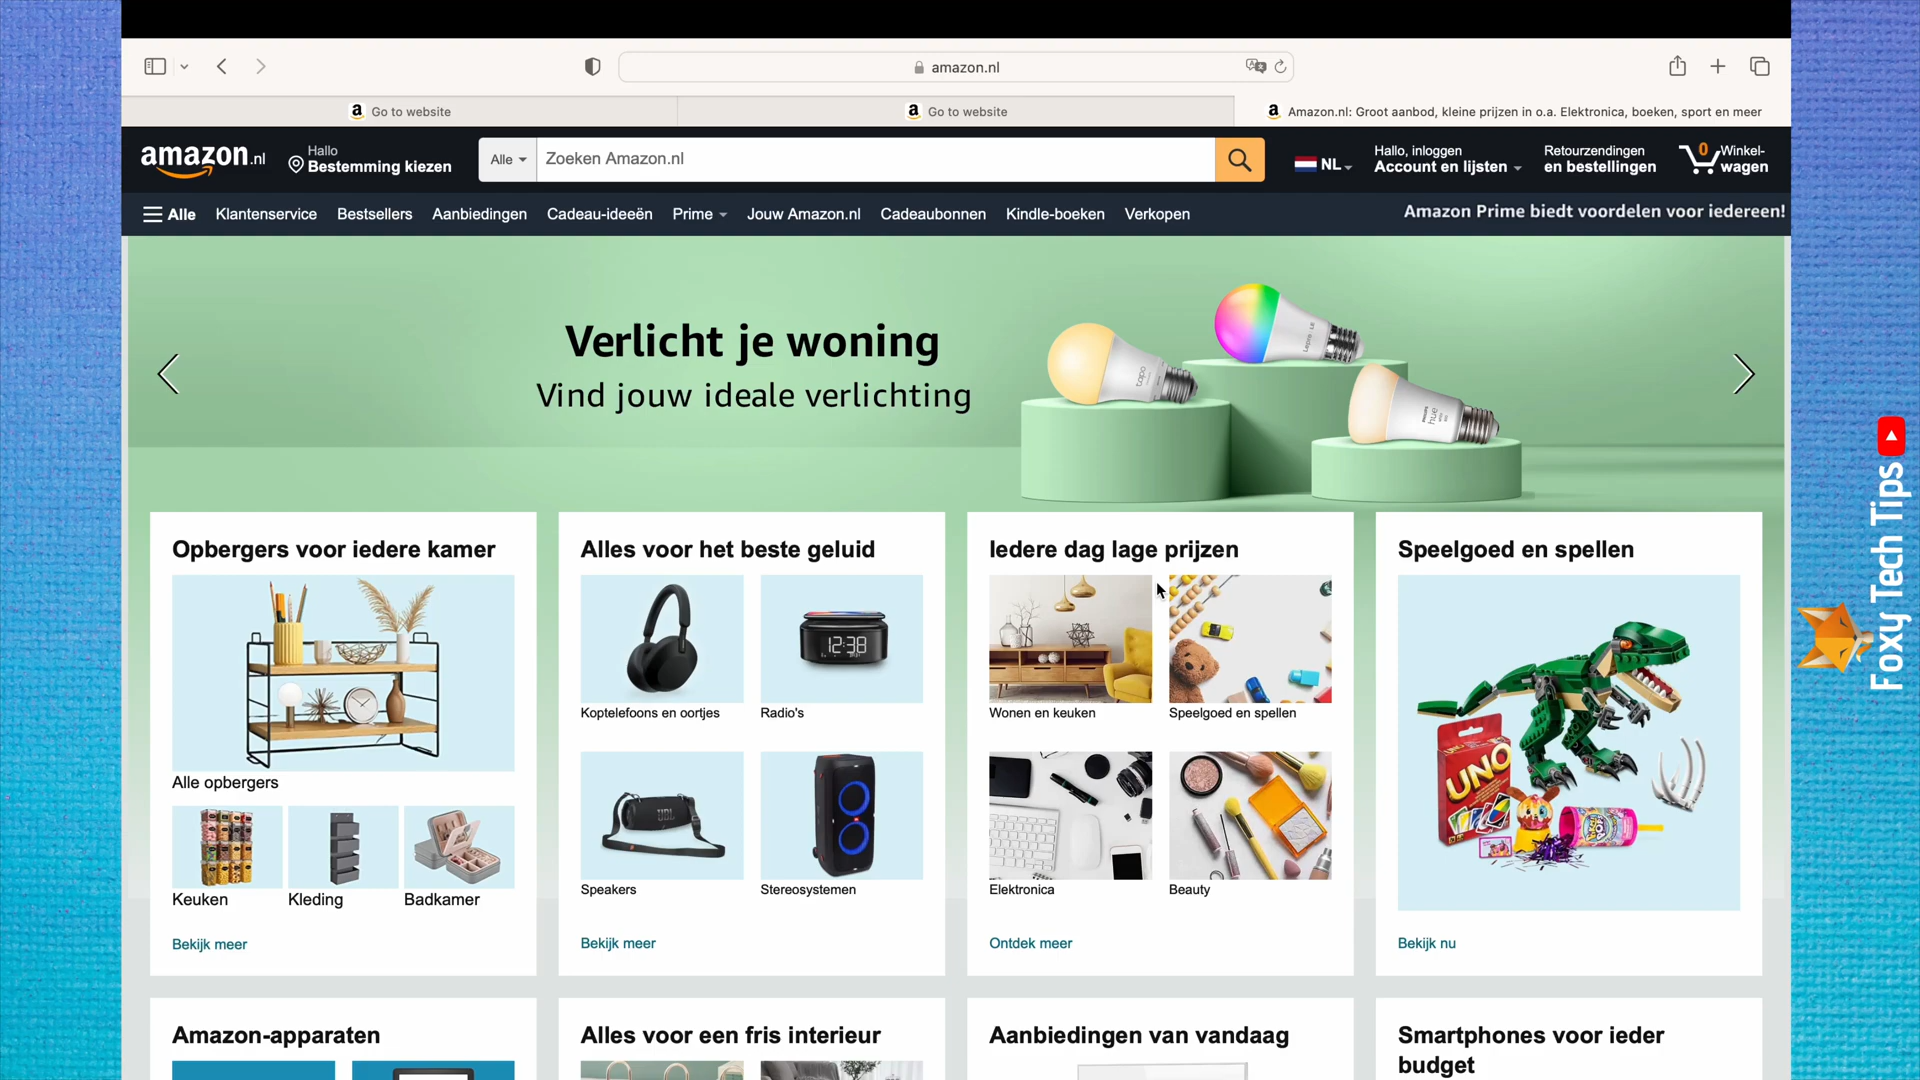 amazon.nl
Go to website
Go to website
Amazon.nl: Groot aanbod, kleine prijzen in o.a. Elektronica, boeken, sport en meer
amazon.nl
Hallo
Bestemming kiezen
Alle
Zoeken Amazon.nl
NL
Hallo, inloggen
Account en lijsten
Retourzendingen
en bestellingen
0
Winkel-
wagen
Alle
Klantenservice
Bestsellers
Aanbiedingen
Cadeau-ideeën
Prime
Jouw Amazon.nl
Cadeaubonnen
Kindle-boeken
Verkopen
Amazon Prime biedt voordelen voor iedereen!
Verlicht je woning
Vind jouw ideale verlichting
tapo
hue
Opbergers voor iedere kamer
Alle opbergers
Keuken
Kleding
Badkamer
Bekijk meer
Alles voor het beste geluid
12:38
Koptelefoons en oortjes
Radio's
JBL
Speakers
Stereosystemen
Bekijk meer
Iedere dag lage prijzen
Wonen en keuken
Speelgoed en spellen
Elektronica
Beauty
Ontdek meer
Speelgoed en spellen
UNO
Bekijk nu
Amazon-apparaten
Alles voor een fris interieur
Aanbiedingen van vandaag
Smartphones voor ieder
budget
Foxy Tech Tips